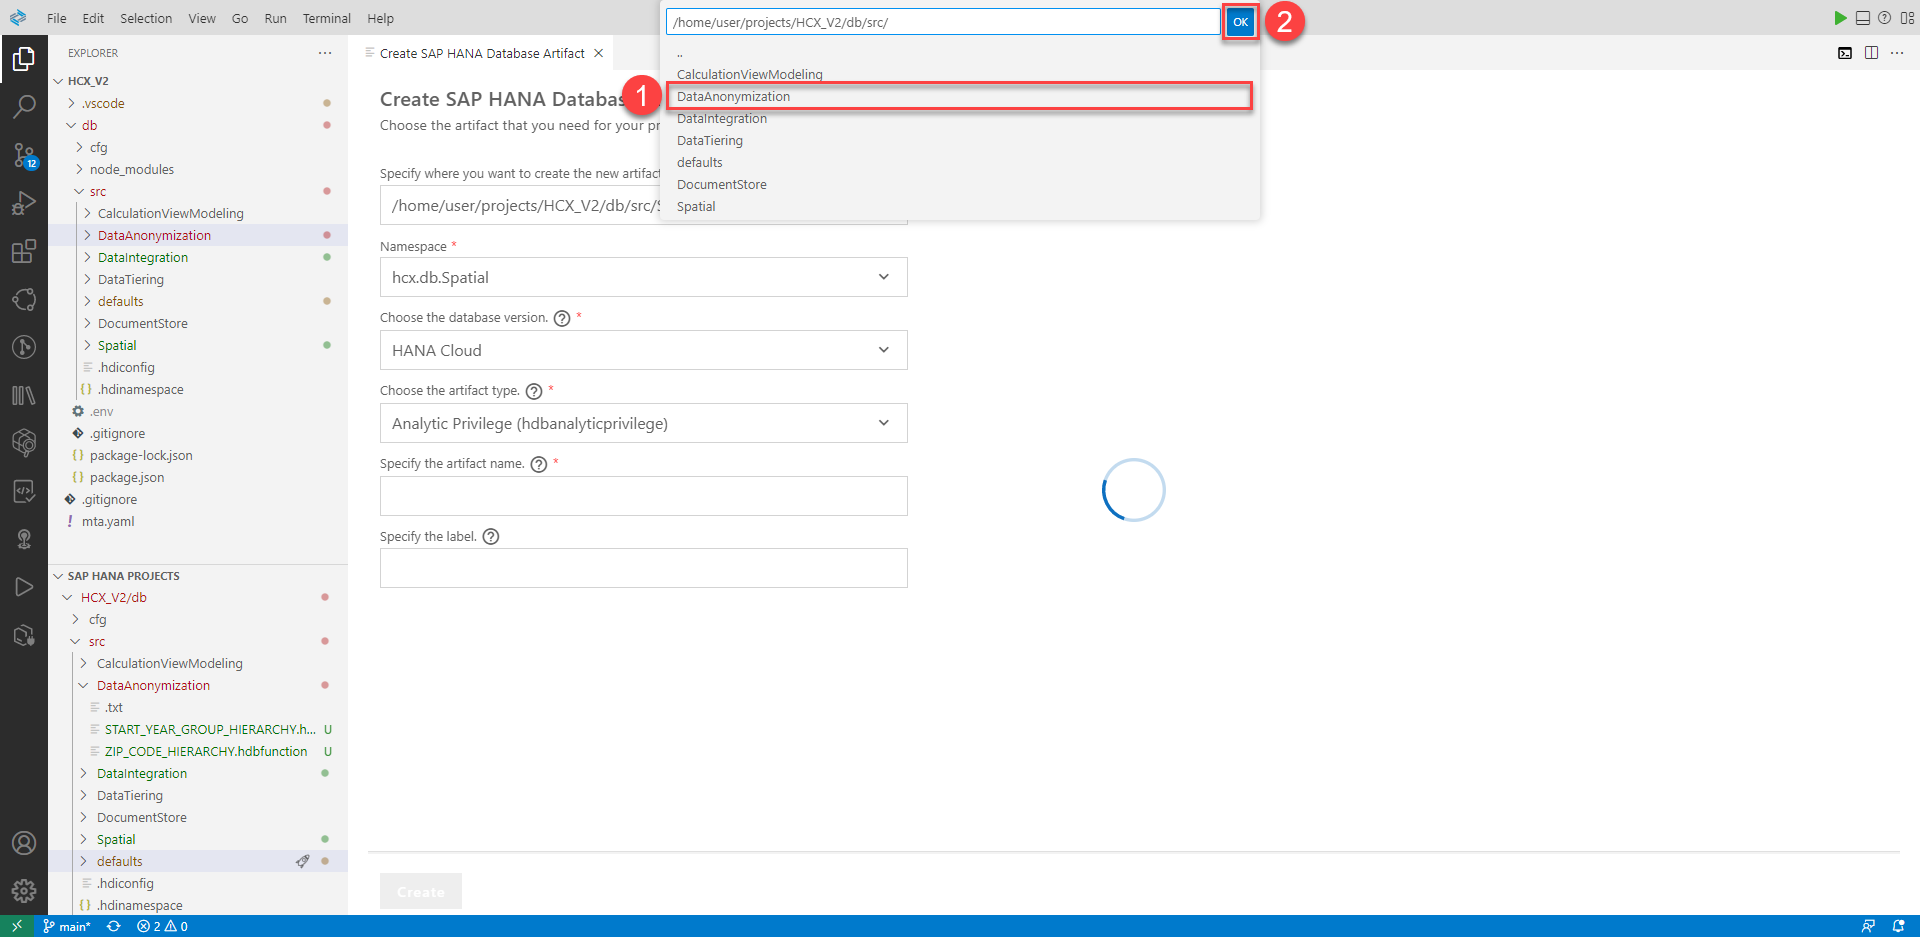 File Edit Selection View Go Run Terminal Help
/home/user/projects/HCX_V2/db/src/
OK
2
..
CalculationViewModeling
1
DataAnonymization
DataIntegration
DataTiering
defaults
DocumentStore
Spatial
EXPLORER
HCX_V2
.vscode
db
cfg
node_modules
src
CalculationViewModeling
DataAnonymization
DataIntegration
DataTiering
defaults
DocumentStore
Spatial
.hdiconfig
{} .hdinamespace
.env
.gitignore
{} package-lock.json
{} package.json
.gitignore
! mta.yaml
12
SAP HANA PROJECTS
HCX_V2/db
cfg
src
CalculationViewModeling
DataAnonymization
.txt
START_YEAR_GROUP_HIERARCHY.h... U
ZIP_CODE_HIERARCHY.hdbfunction U
DataIntegration
DataTiering
DocumentStore
Spatial
defaults
.hdiconfig
{} .hdinamespace
Create SAP HANA Database Artifact
Create SAP HANA Databas
Choose the artifact that you need for your pr
Specify where you want to create the new artifact
/home/user/projects/HCX_V2/db/src/S
Namespace *
hcx.db.Spatial
Choose the database version. ? *
HANA Cloud
Choose the artifact type. ? *
Analytic Privilege (hdbanalyticprivilege)
Specify the artifact name. ? *
Specify the label. ?
Create
main* 2 0